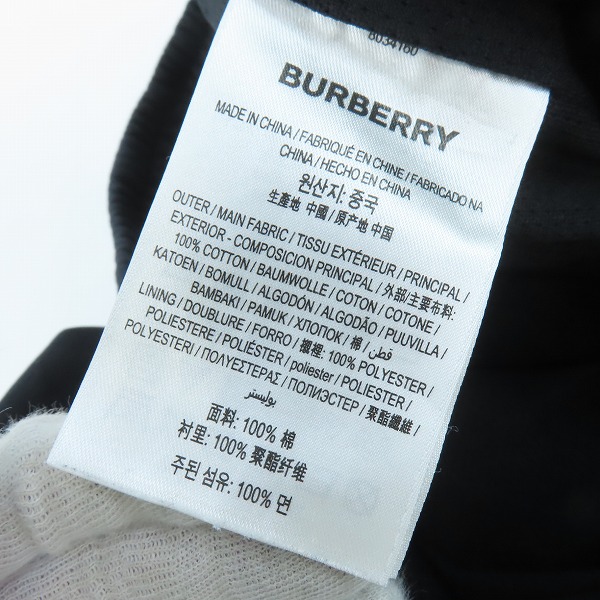 8034160
BURBERRY
MADE IN CHINA / FABRIQUÉ EN CHINE / FABRICADO NA
CHINA / HECHO EN CHINA
원산지: 중국
生產地 中國 / 原产地 中国
OUTER / MAIN FABRIC / TISSU EXTÉRIEUR / PRINCIPAL /
EXTERIOR - COMPOSICIÓN PRINCIPAL / 外部/主要布料:
100% COTTON / BAUMWOLLE / COTON / COTONE /
KATOEN / BOMULL / ALGODÓN / ALGODÃO / PUUVILLA /
BAMBAKI / PAMUK / ХЛОПОК / 棉 / قطن
LINING / DOUBLURE / FORRO / 襯裡: 100% POLYESTER /
POLIESTERE / POLIÉSTER / poliester / POLIESTER /
POLYESTERI / ΠΟΛΥΕΣΤΕΡΑΣ / ПОЛИЭСТЕР / 聚酯纖維 /
بوليستر
面料: 100% 棉
衬里: 100% 聚酯纤维
주된 섬유: 100% 면